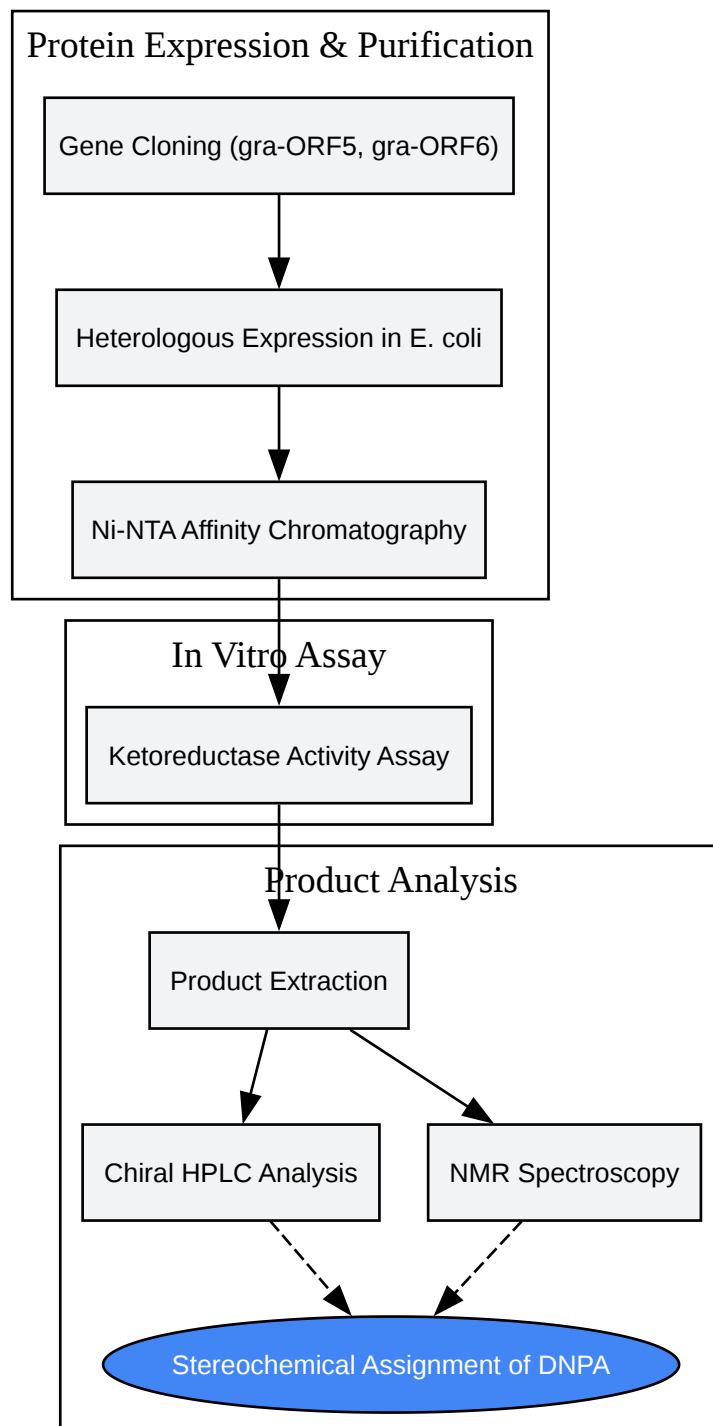 Protein Expression & Purification
Gene Cloning (gra-ORF5, gra-ORF6)
Heterologous Expression in E. coli
Ni-NTA Affinity Chromatography
In Vitro Assay
Ketoreductase Activity Assay
Product Analysis
Product Extraction
Chiral HPLC Analysis
NMR Spectroscopy
Stereochemical Assignment of DNPA